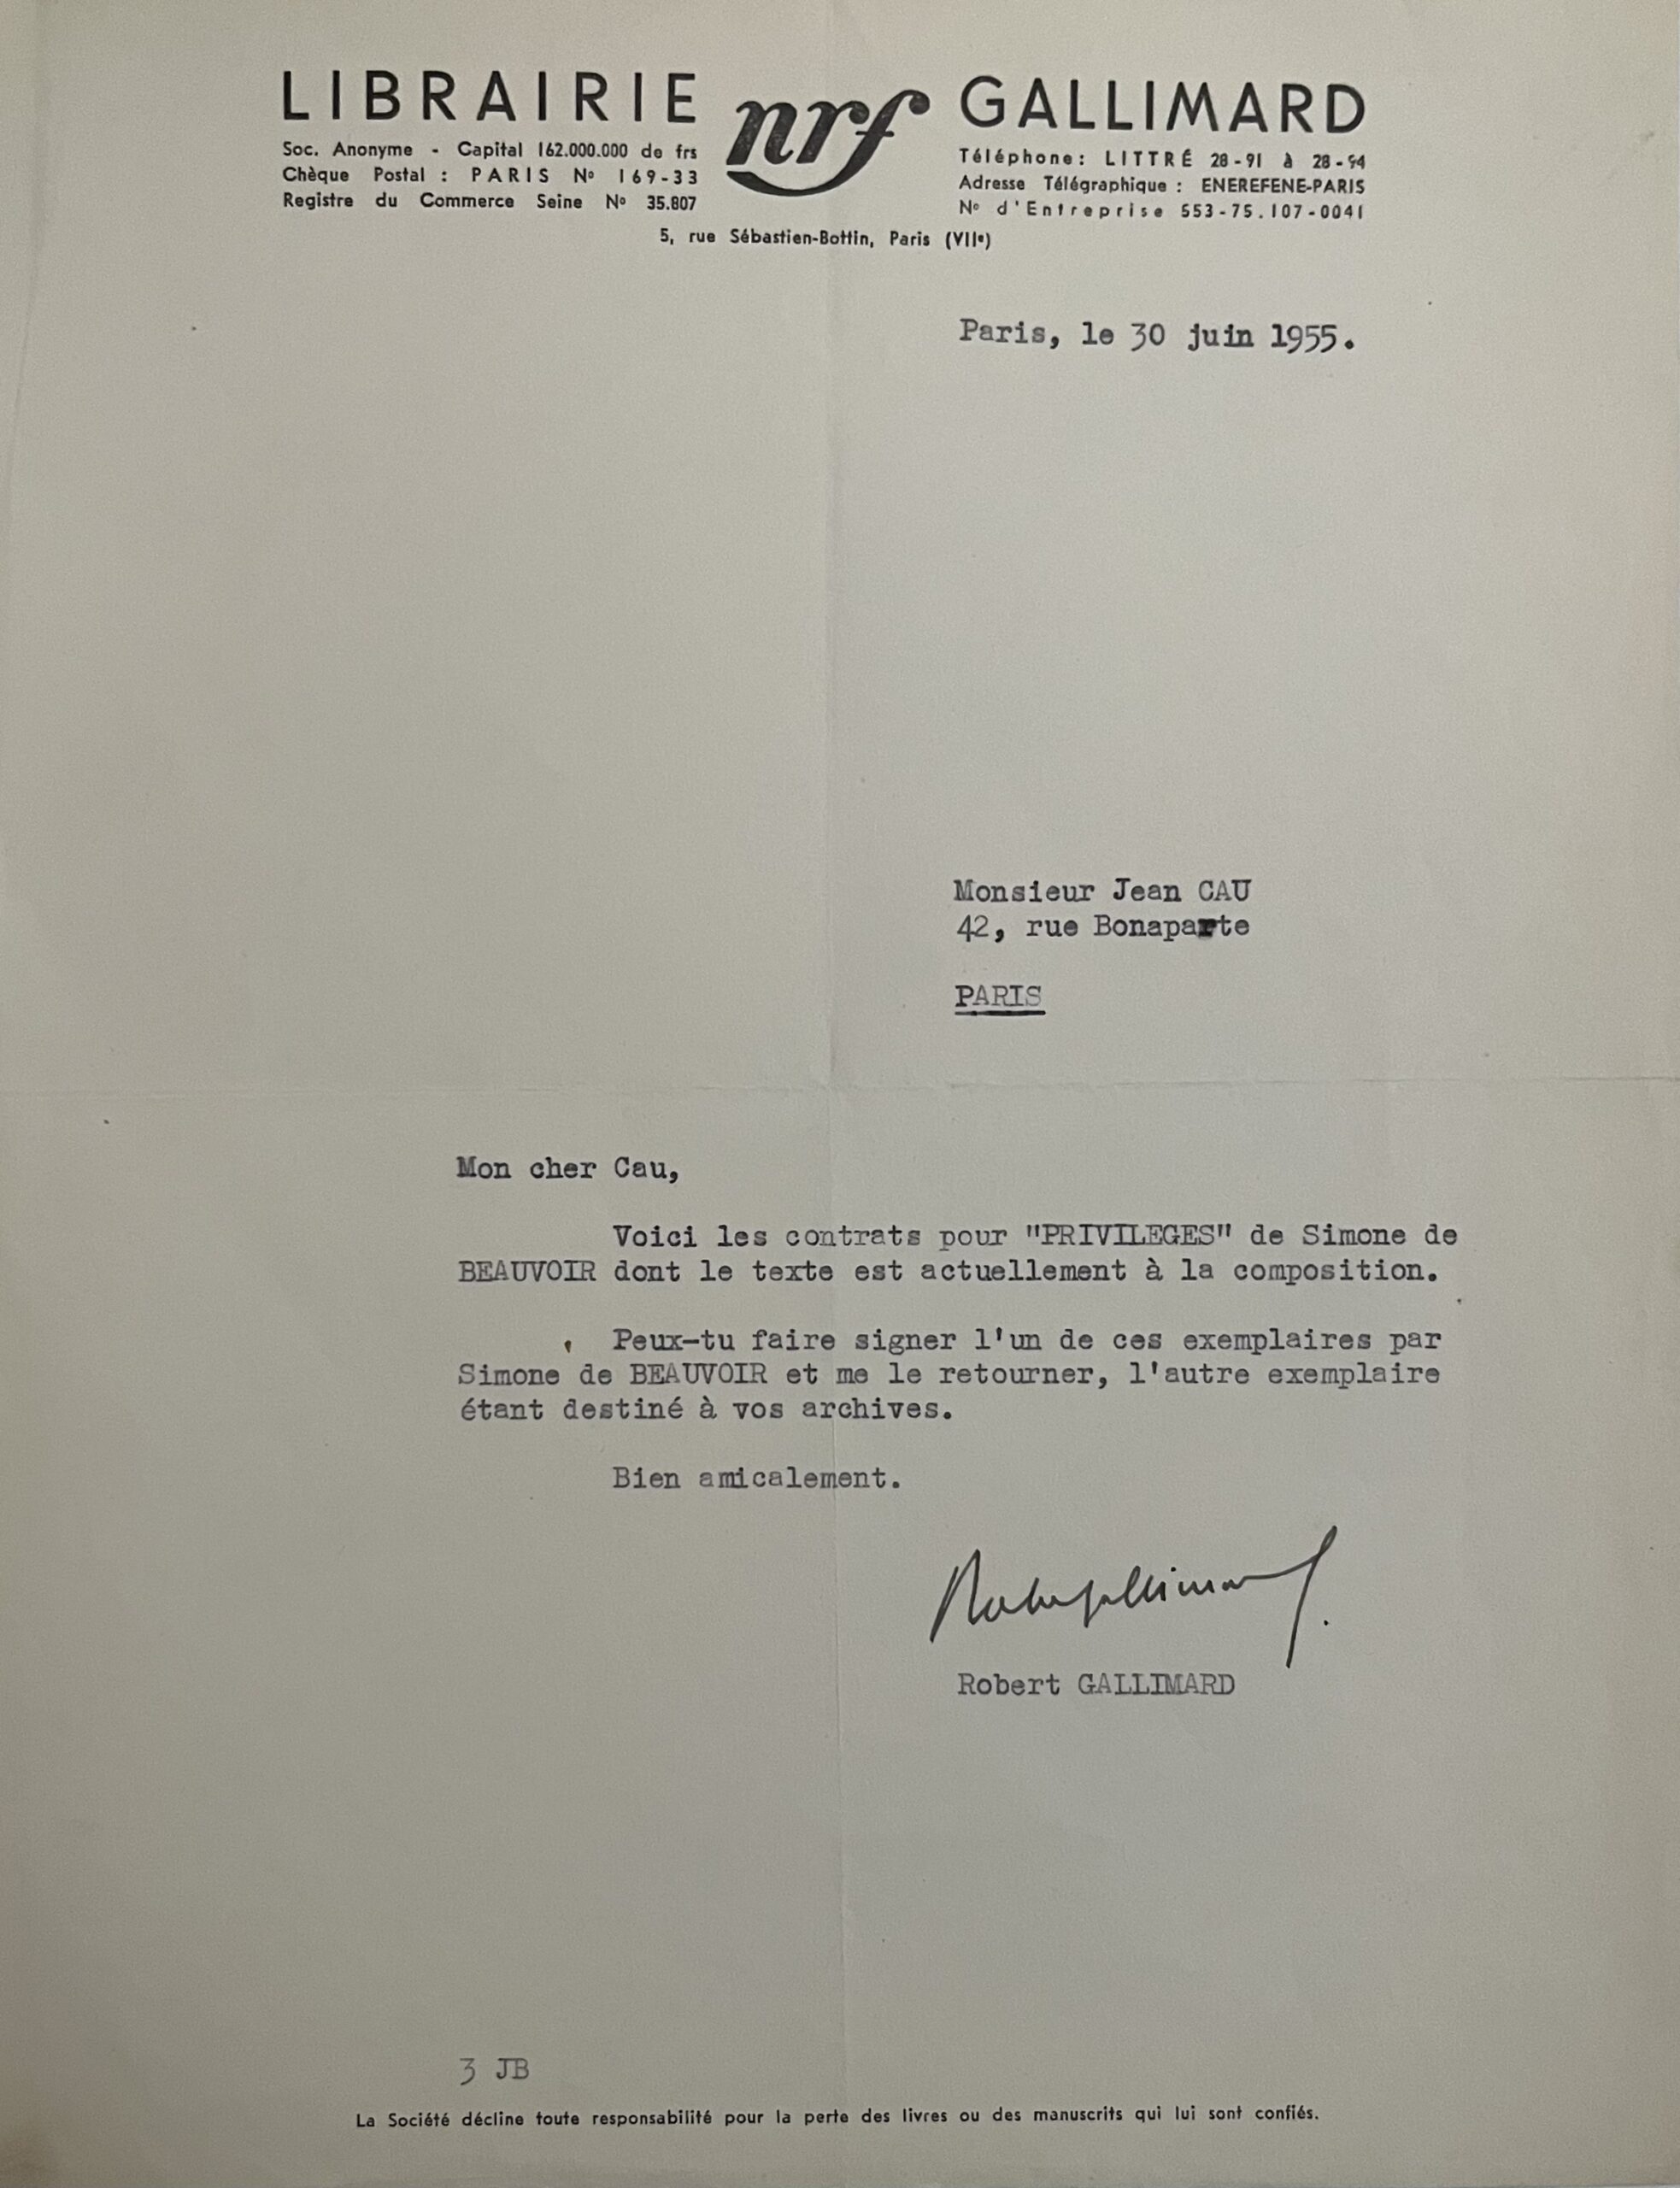 LIBRAIRIE nrf GALLIMARD
Soc. Anonyme - Capital 162.000.000 de frs
Chèque Postal : PARIS Nº 169-33
Registre du Commerce Seine Nº 35.807
Téléphone: LITTRÉ 28-91 à 28-94
Adresse Télégraphique : ENEREFENE-PARIS
Nº d'Entreprise 553-75.107-0041
5, rue Sébastien-Bottin, Paris (VIIe)
Paris, le 30 juin 1955.
Monsieur Jean CAU
42, rue Bonaparte
PARIS
Mon cher Cau,
Voici les contrats pour "PRIVILEGES" de Simone de
BEAUVOIR dont le texte est actuellement à la composition.
Peux-tu faire signer l'un de ces exemplaires par
Simone de BEAUVOIR et me le retourner, l'autre exemplaire
étant destiné à vos archives.
Bien amicalement.
Robert Gallimard
Robert GALLIMARD
3 JB
La Société décline toute responsabilité pour la perte des livres ou des manuscrits qui lui sont confiés.